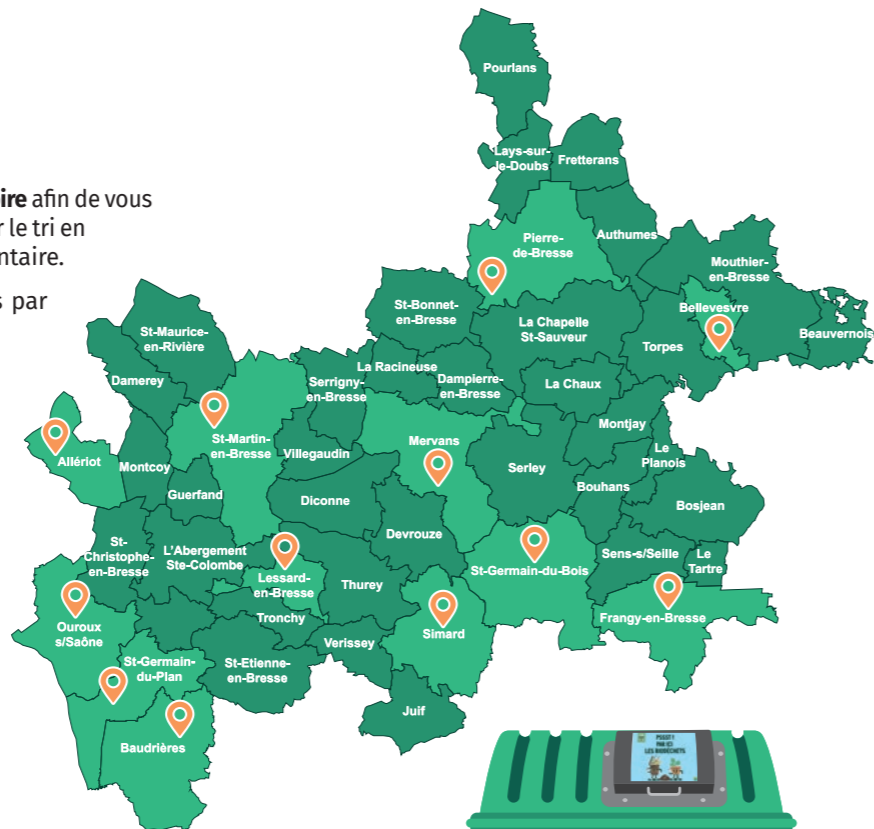 ire afin de vous
r le tri en
ntaire.
s par
Pourlans
Lays-sur-
le-Doubs
Fretterans
Authumes
Pierre-
de-Bresse
Mouthier-
en-Bresse
Bellevesvre
Beauvernois
St-Bonnet-
en-Bresse
La Chapelle
St-Sauveur
Torpes
St-Maurice-
en-Rivière
Damerey
Serrigny-
en-Bresse
La Racineuse
Dampierre-
en-Bresse
La Chaux
St-Martin-
en-Bresse
Montjay
Allériot
Montcoy
Villegaudin
Mervans
Serley
Le
Planois
Guerfand
Diconne
Bouhans
Bosjean
St-
Christophe-
en-Bresse
L'Abergement
Ste-Colombe
Devrouze
Sens-s/Seille
Le
Tartre
Lessard-
en-Bresse
Thurey
St-Germain-du-Bois
Ouroux
s/Saône
Tronchy
Simard
Frangy-en-Bresse
Verissey
St-Germain-
du-Plan
St-Etienne-
en-Bresse
Juif
Baudrières
PSSST !
PAR ICI
LES BIODÉCHETS